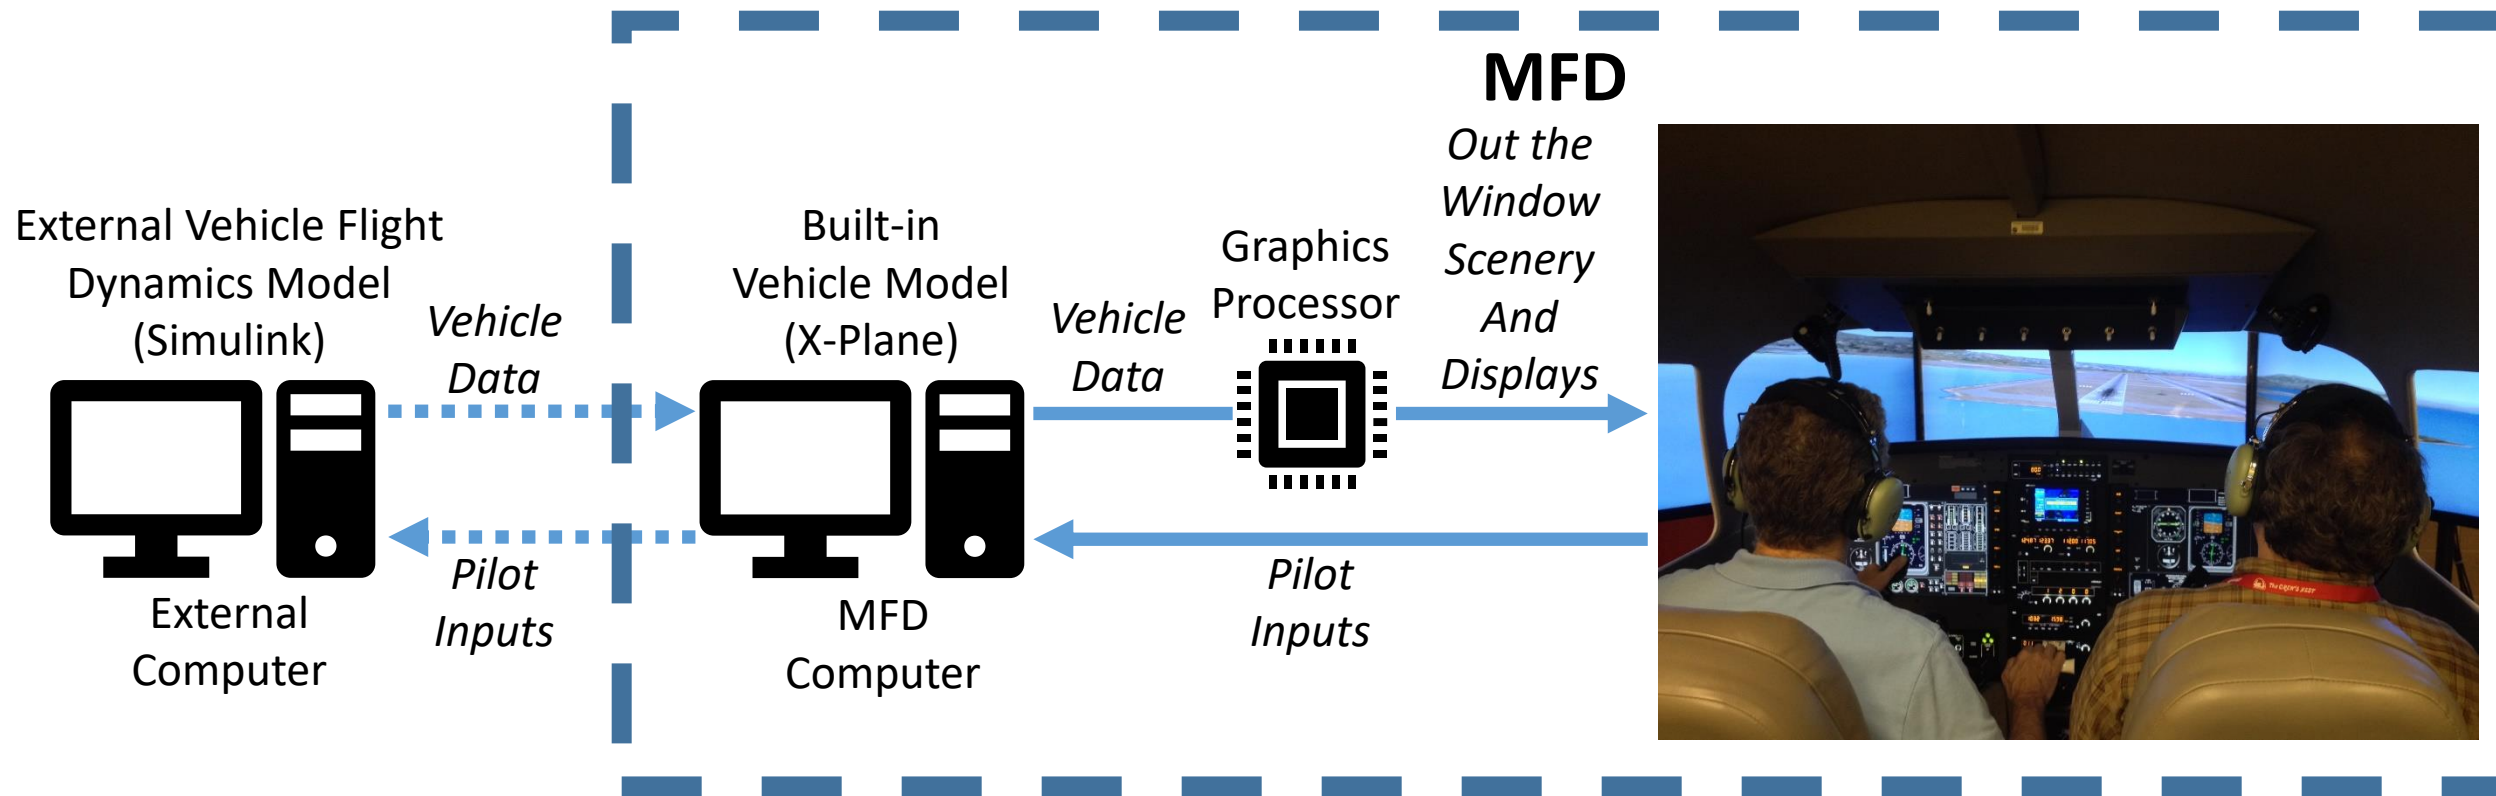 MFD
Out the
Window
Scenery
And
Displays
External Vehicle Flight
Dynamics Model
(Simulink)
Vehicle
Data
Built-in
Vehicle Model
(X-Plane)
Vehicle
Data
Graphics
Processor
External
Computer
Pilot
Inputs
MFD
Computer
Pilot
Inputs